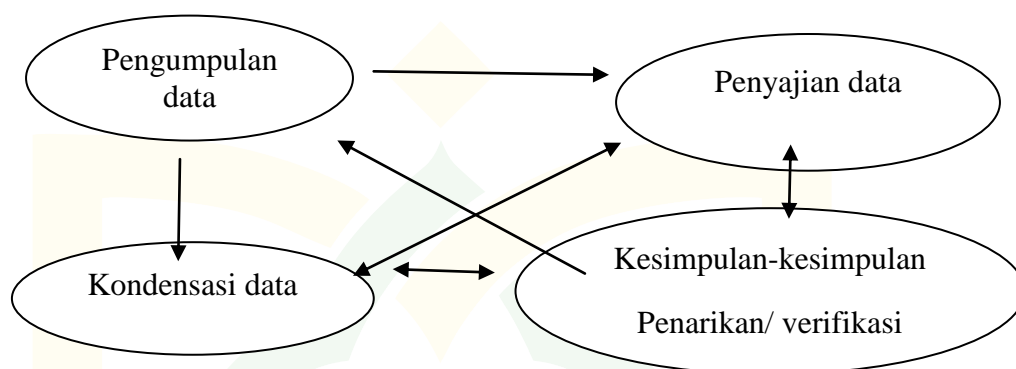 Pengumpulan
data
Penyajian data
Kondensasi data
Kesimpulan-kesimpulan
Penarikan/ verifikasi